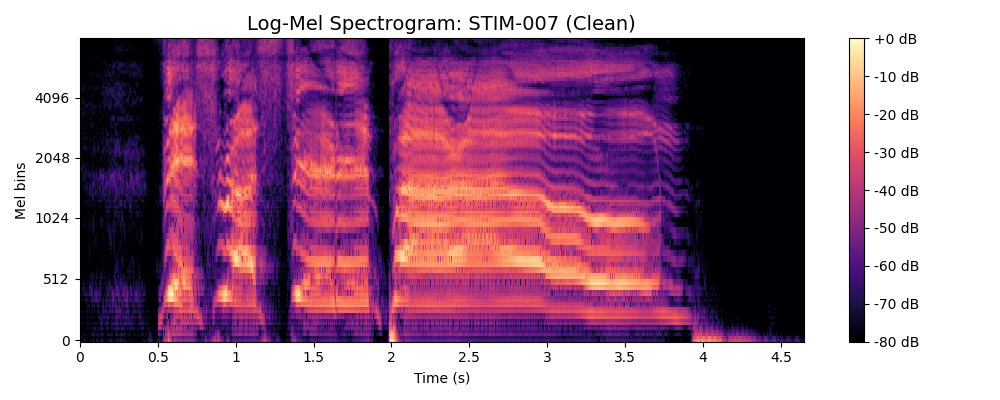 Log-Mel Spectrogram: STIM-007 (Clean)
Mel bins
4096
2048
1024
512
0
0 0.5 1 1.5 2 2.5 3 3.5 4 4.5
Time (s)
+0 dB
-10 dB
-20 dB
-30 dB
-40 dB
-50 dB
-60 dB
-70 dB
-80 dB